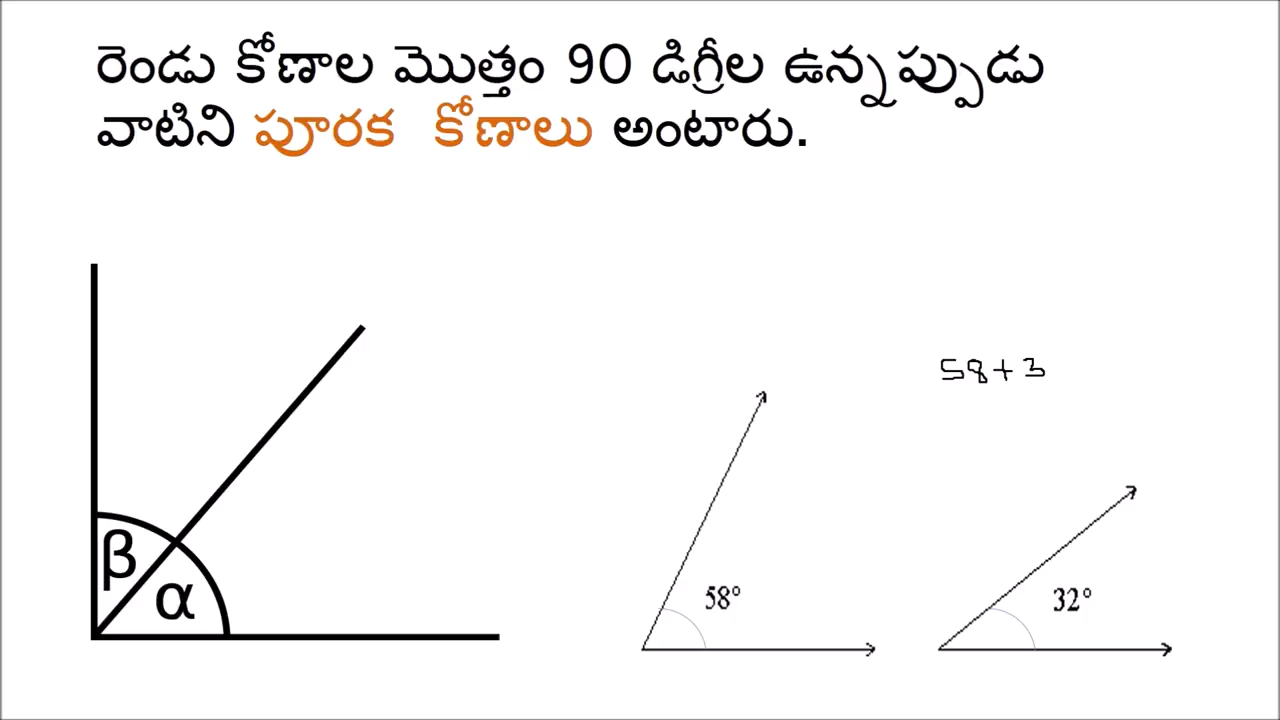 రెండు కోణాల మొత్తం 90 డిగ్రీల ఉన్నప్పుడు
వాటిని పూరక కోణాలు అంటారు.
58+3
β
α
58°
32°